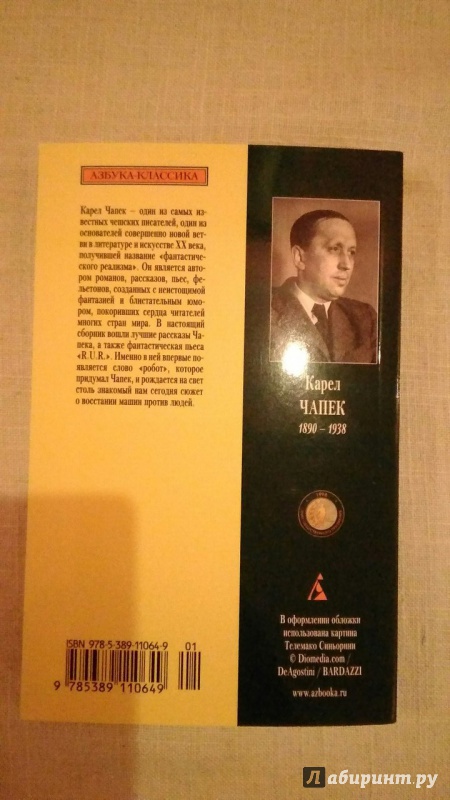 АЗБУКА-КЛАССИКА
Карел Чапек – один из самых из-
вестных чешских писателей, один из
основателей совершенно новой вет-
ви в литературе и искусстве XX века,
получившей название «фантастиче-
ского реализма». Он является авто-
ром романов, рассказов, пьес, фе-
льетонов, созданных с неистощимой
фантазией и блистательным юмо-
ром, покоривших сердца читателей
многих стран мира. В настоящий
сборник вошли лучшие рассказы Ча-
пека, а также фантастическая пьеса
«R.U.R.». Именно в ней впервые по-
является слово «робот», которое
придумал Чапек, и рождается на свет
столь знакомый нам сегодня сюжет
о восстании машин против людей.
ISBN 978-5-389-11064-9
01
9 785389 110649
Карел
ЧАПЕК
1890 – 1938
В оформлении обложки
использована картина
Телемако Синьорини
© Diomedia.com /
DeAgostini / BARDAZZI
www.azbooka.ru
Лабиринт.ру